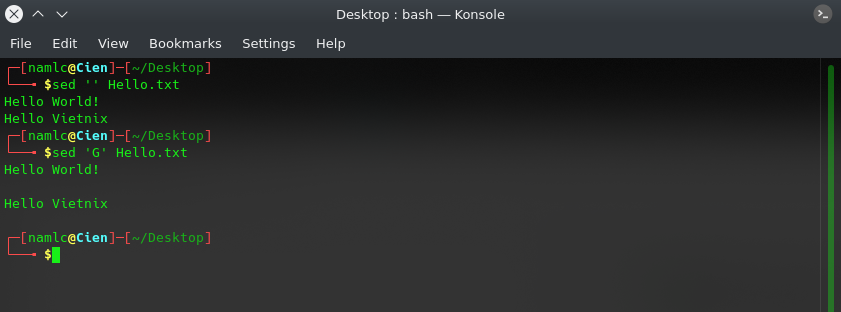 Desktop : bash — Konsole
File Edit View Bookmarks Settings Help
┌─[namlc@Cien]─[~/Desktop]
└──╼ $sed '' Hello.txt
Hello World!
Hello Vietnix
┌─[namlc@Cien]─[~/Desktop]
└──╼ $sed 'G' Hello.txt
Hello World!

Hello Vietnix

┌─[namlc@Cien]─[~/Desktop]
└──╼ $